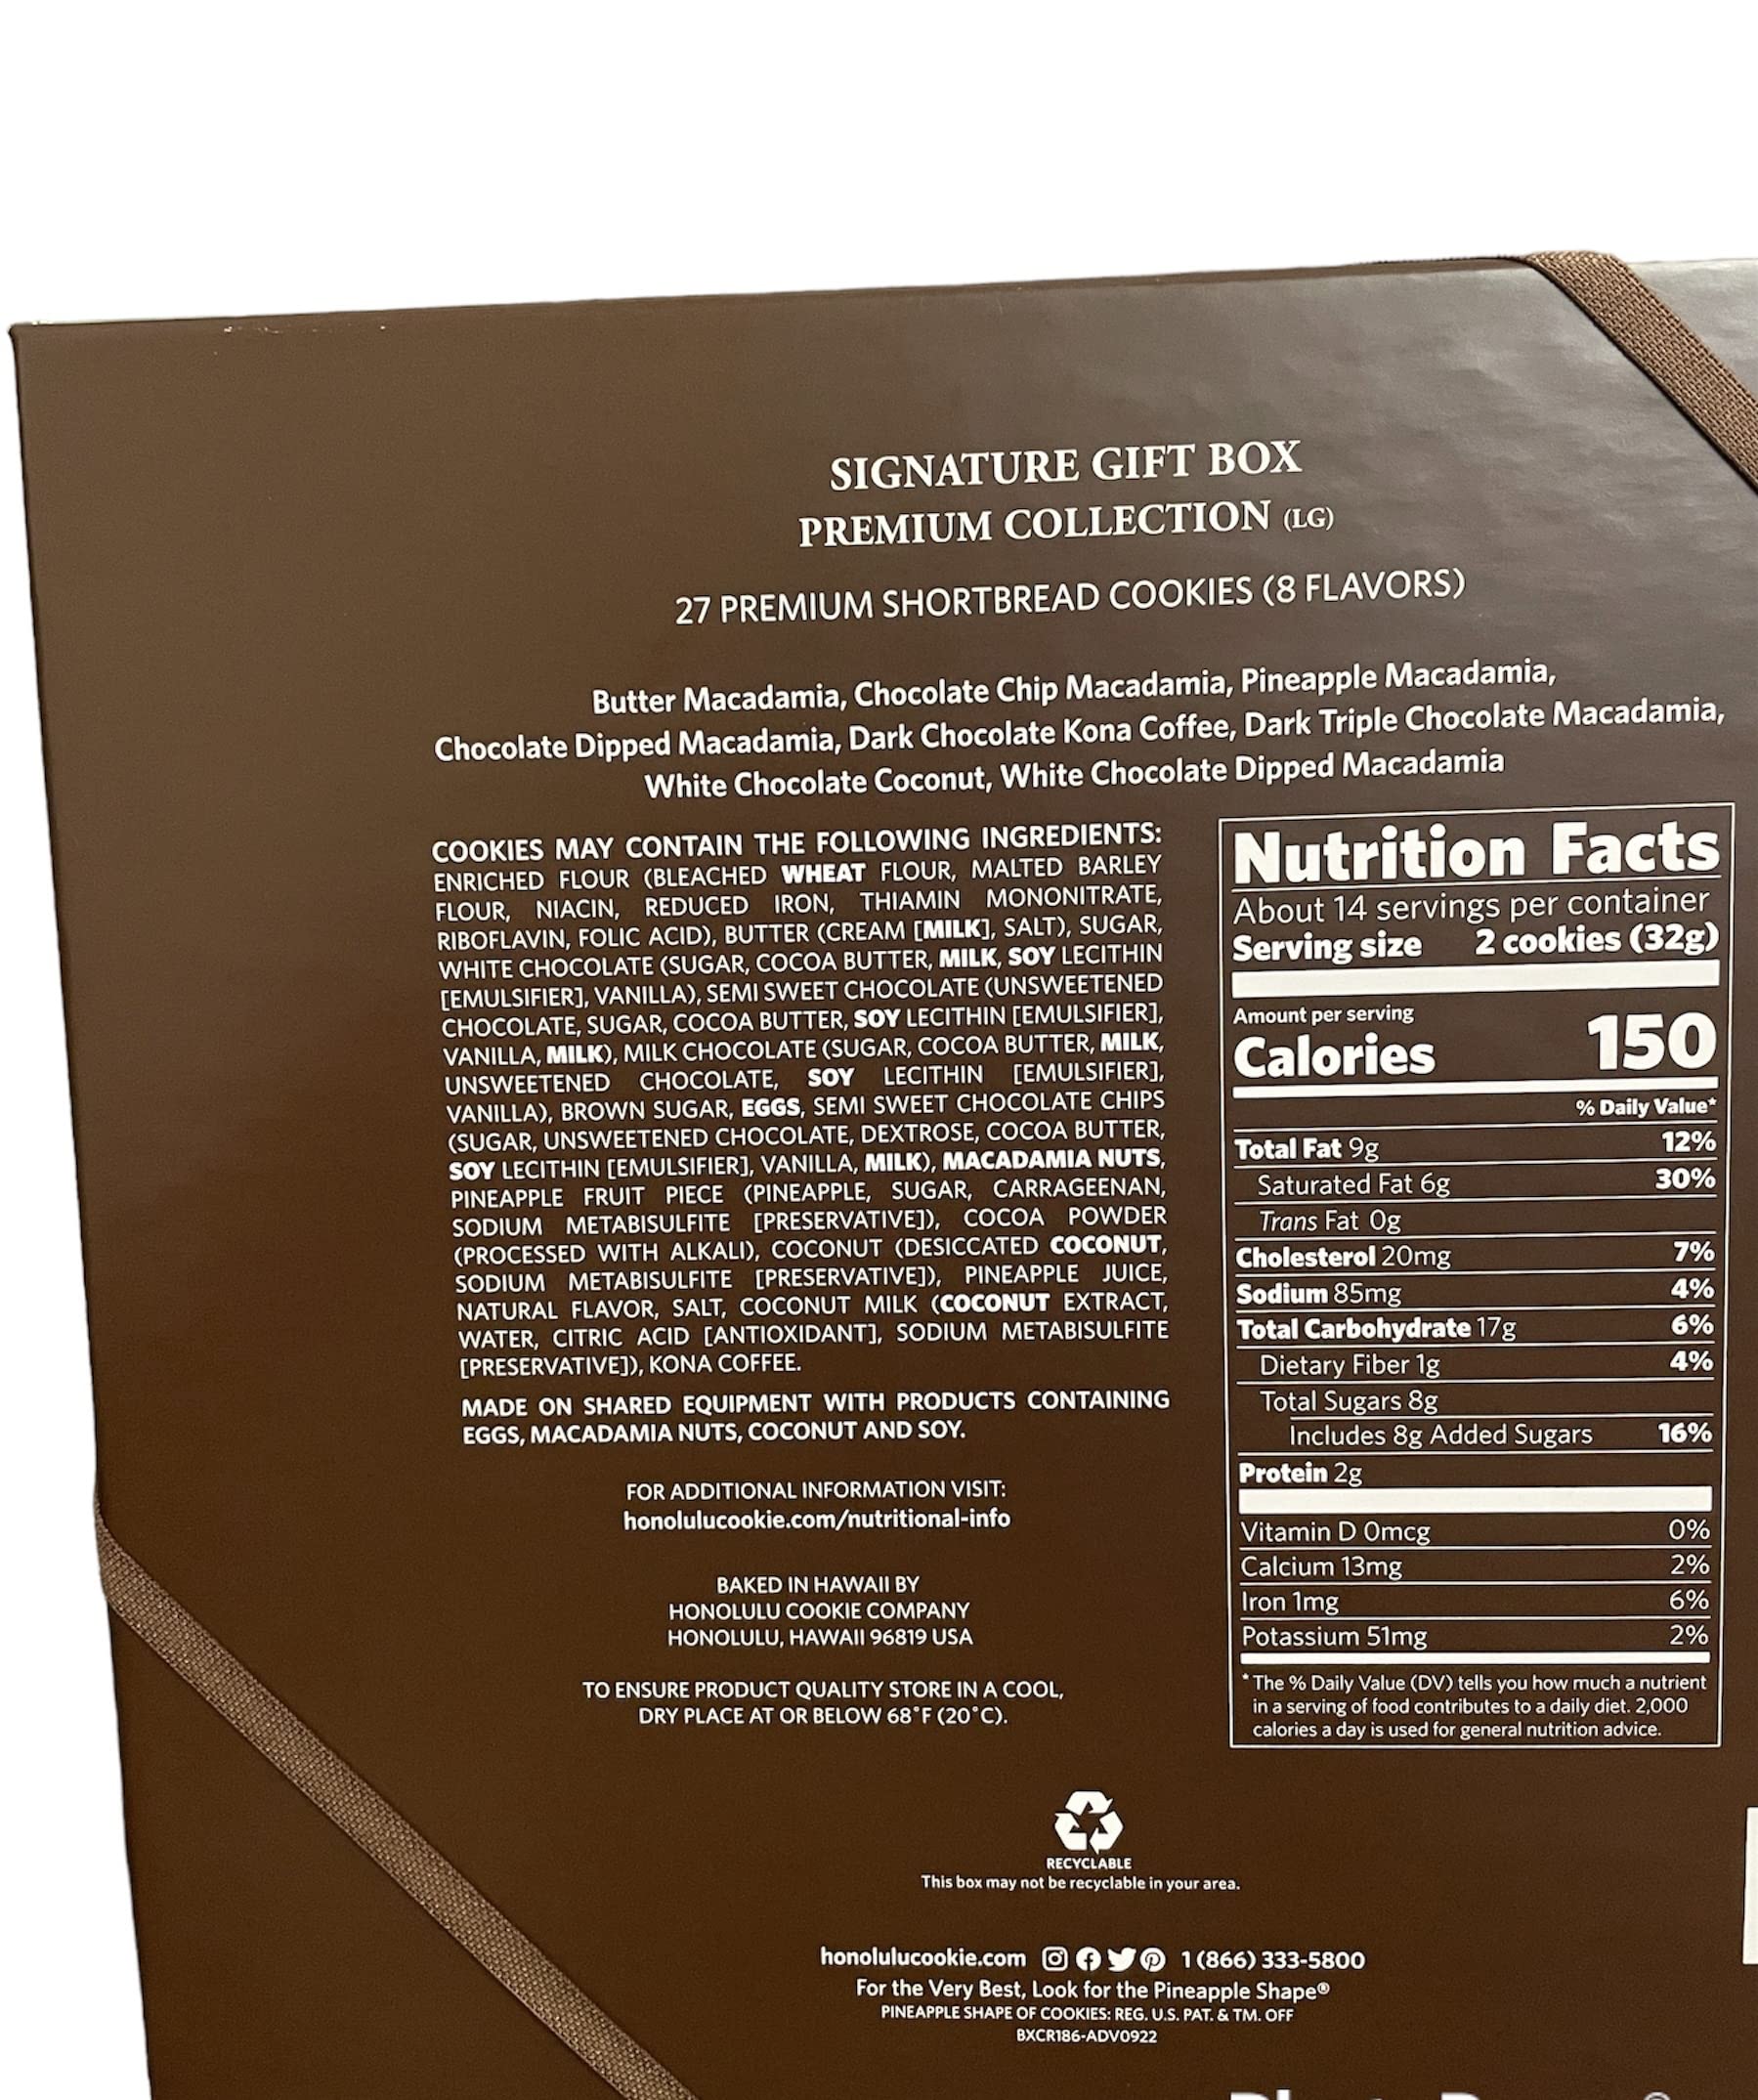 SIGNATURE GIFT BOX
PREMIUM COLLECTION (LG)
27 PREMIUM SHORTBREAD COOKIES (8 FLAVORS)
Butter Macadamia, Chocolate Chip Macadamia, Pineapple Macadamia,
Chocolate Dipped Macadamia, Dark Chocolate Kona Coffee, Dark Triple Chocolate Macadamia,
White Chocolate Coconut, White Chocolate Dipped Macadamia
COOKIES MAY CONTAIN THE FOLLOWING INGREDIENTS:
ENRICHED FLOUR (BLEACHED WHEAT FLOUR, MALTED BARLEY
FLOUR, NIACIN, REDUCED IRON, THIAMIN MONONITRATE,
RIBOFLAVIN, FOLIC ACID), BUTTER (CREAM [MILK], SALT), SUGAR,
WHITE CHOCOLATE (SUGAR, COCOA BUTTER, MILK, SOY LECITHIN
[EMULSIFIER], VANILLA), SEMI SWEET CHOCOLATE (UNSWEETENED
CHOCOLATE, SUGAR, COCOA BUTTER, SOY LECITHIN [EMULSIFIER],
VANILLA, MILK), MILK CHOCOLATE (SUGAR, COCOA BUTTER, MILK,
UNSWEETENED CHOCOLATE, SOY LECITHIN [EMULSIFIER],
VANILLA), BROWN SUGAR, EGGS, SEMI SWEET CHOCOLATE CHIPS
(SUGAR, UNSWEETENED CHOCOLATE, DEXTROSE, COCOA BUTTER,
SOY LECITHIN [EMULSIFIER], VANILLA, MILK), MACADAMIA NUTS,
PINEAPPLE FRUIT PIECE (PINEAPPLE, SUGAR, CARRAGEENAN,
SODIUM METABISULFITE [PRESERVATIVE]), COCOA POWDER
(PROCESSED WITH ALKALI), COCONUT (DESICCATED COCONUT,
SODIUM METABISULFITE [PRESERVATIVE]), PINEAPPLE JUICE,
NATURAL FLAVOR, SALT, COCONUT MILK (COCONUT EXTRACT,
WATER, CITRIC ACID [ANTIOXIDANT], SODIUM METABISULFITE
[PRESERVATIVE]), KONA COFFEE.
MADE ON SHARED EQUIPMENT WITH PRODUCTS CONTAINING
EGGS, MACADAMIA NUTS, COCONUT AND SOY.
FOR ADDITIONAL INFORMATION VISIT:
honolulucookie.com/nutritional-info
BAKED IN HAWAII BY
HONOLULU COOKIE COMPANY
HONOLULU, HAWAII 96819 USA
TO ENSURE PRODUCT QUALITY STORE IN A COOL,
DRY PLACE AT OR BELOW 68°F (20°C).
Nutrition Facts
About 14 servings per container
Serving size 2 cookies (32g)
Amount per serving
Calories 150
% Daily Value*
Total Fat 9g 12%
Saturated Fat 6g 30%
Trans Fat 0g
Cholesterol 20mg 7%
Sodium 85mg 4%
Total Carbohydrate 17g 6%
Dietary Fiber 1g 4%
Total Sugars 8g
Includes 8g Added Sugars 16%
Protein 2g
Vitamin D 0mcg 0%
Calcium 13mg 2%
Iron 1mg 6%
Potassium 51mg 2%
* The % Daily Value (DV) tells you how much a nutrient
in a serving of food contributes to a daily diet. 2,000
calories a day is used for general nutrition advice.
RECYCLABLE
This box may not be recyclable in your area.
honolulucookie.com 1 (866) 333-5800
For the Very Best, Look for the Pineapple Shape®
PINEAPPLE SHAPE OF COOKIES: REG. U.S. PAT. & TM. OFF
BXCR186-ADV0922